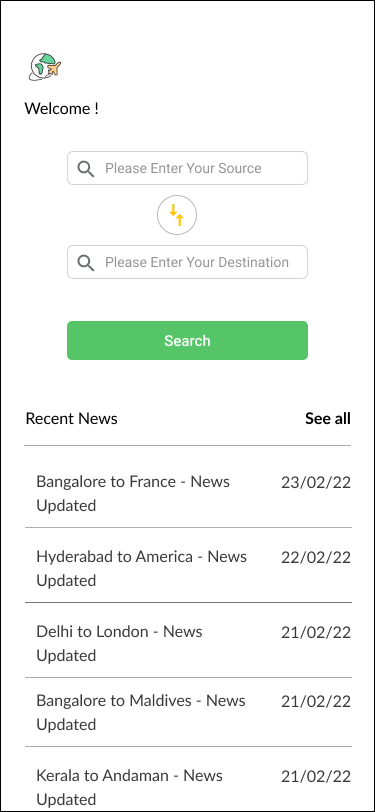 Welcome !
Please Enter Your Source
Please Enter Your Destination
Search
Recent News
See all
Bangalore to France - News
Updated
23/02/22
Hyderabad to America - News
Updated
22/02/22
Delhi to London - News
Updated
21/02/22
Bangalore to Maldives - News
Updated
21/02/22
Kerala to Andaman - News
Updated
21/02/22